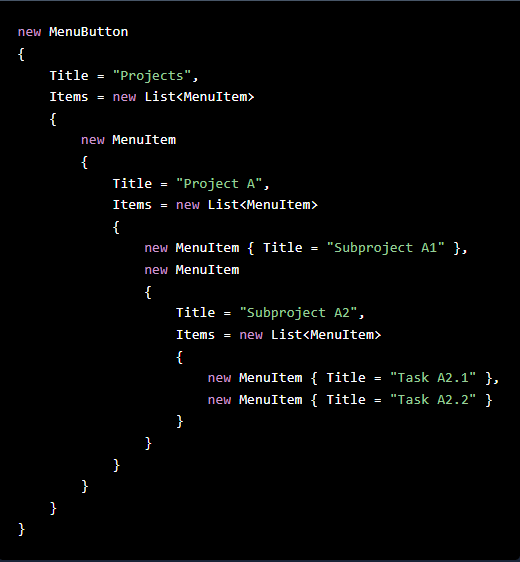 new MenuButton
{
    Title = "Projects",
    Items = new List<MenuItem>
    {
        new MenuItem
        {
            Title = "Project A",
            Items = new List<MenuItem>
            {
                new MenuItem { Title = "Subproject A1" },
                new MenuItem
                {
                    Title = "Subproject A2",
                    Items = new List<MenuItem>
                    {
                        new MenuItem { Title = "Task A2.1" },
                        new MenuItem { Title = "Task A2.2" }
                    }
                }
            }
        }
    }
}